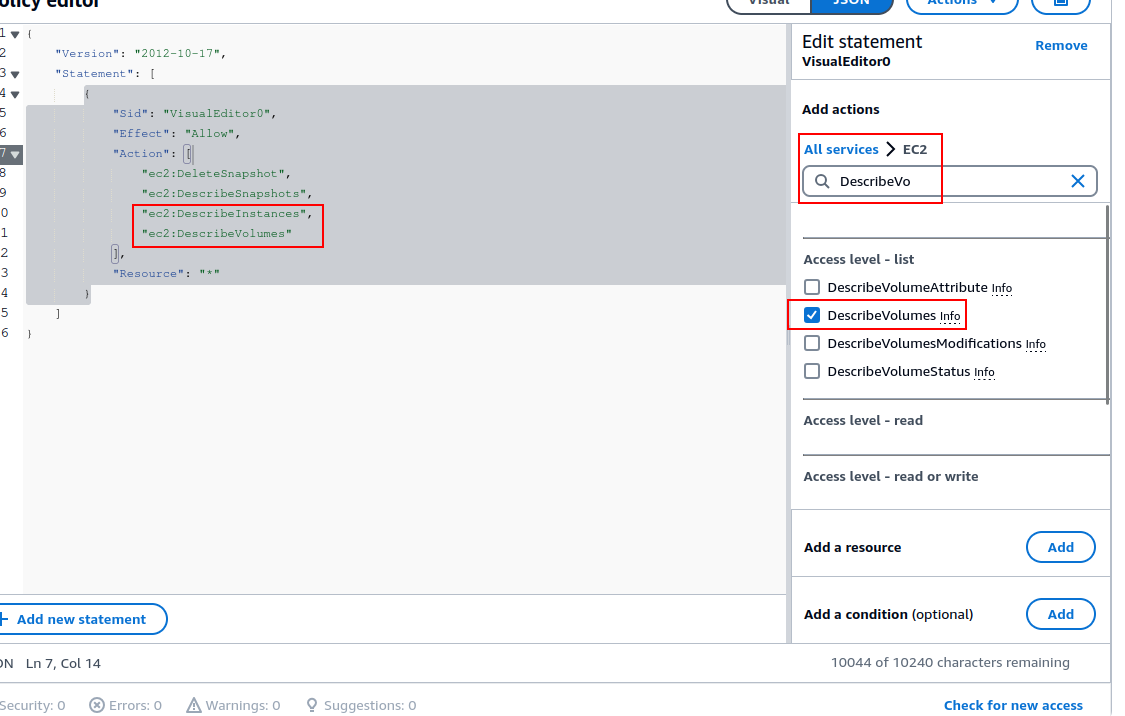 olicy editor
Visual JSON Actions
1 {
2 "Version": "2012-10-17",
3 "Statement": [
4 {
5 "Sid": "VisualEditor0",
6 "Effect": "Allow",
7 "Action": [
8 "ec2:DeleteSnapshot",
9 "ec2:DescribeSnapshots",
0 "ec2:DescribeInstances",
1 "ec2:DescribeVolumes"
2 ],
3 "Resource": "*"
4 }
5 ]
6 }
+ Add new statement
ON Ln 7, Col 14
Edit statement
Remove
VisualEditor0
Add actions
All services > EC2
DescribeVo
Access level - list
DescribeVolumeAttribute Info
DescribeVolumes Info
DescribeVolumesModifications Info
DescribeVolumeStatus Info
Access level - read
Access level - read or write
Add a resource
Add
Add a condition (optional)
Add
10044 of 10240 characters remaining
Security: 0 Errors: 0 Warnings: 0 Suggestions: 0
Check for new access